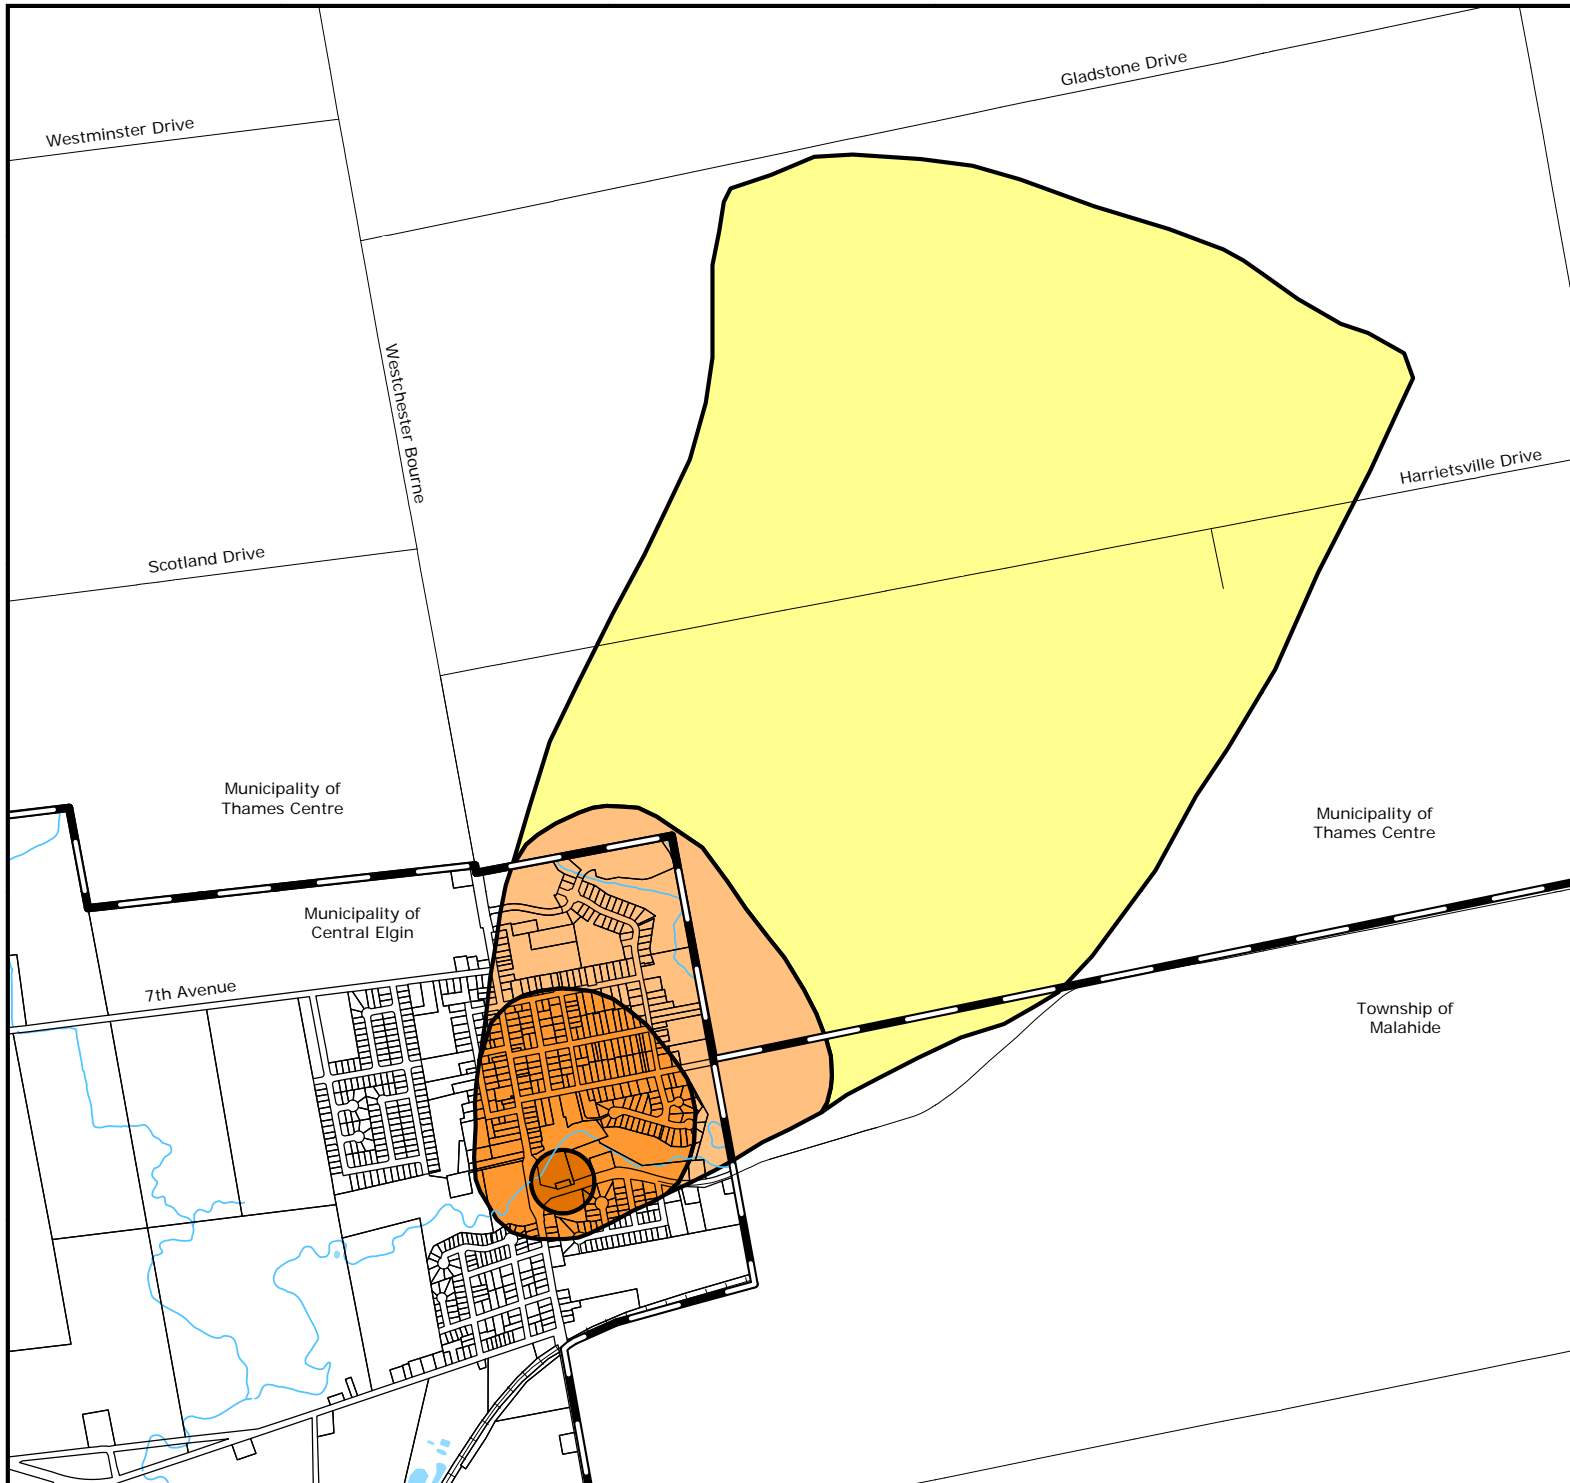 Gladstone Drive
Westminster Drive
Westchester Bourne
Harrietsville Drive
Scotland Drive
Municipality of
Thames Centre
Municipality of
Thames Centre
Municipality of
Central Elgin
7th Avenue
Township of
Malahide